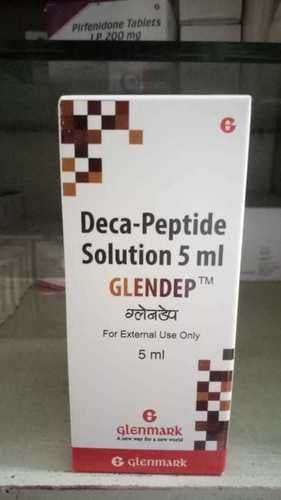 Pirfenidone Tablets
I.P. 200 mg
Deca-Peptide
Solution 5 ml
GLENDEP™
ग्लेनडेप
For External Use Only
5 ml
glenmark
A new way for a new world
glenmark